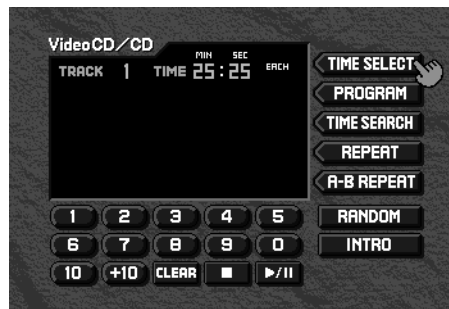 VideoCD/CD
MIN SEC
TRACK 1 TIME 25:25 EACH
TIME SELECT
PROGRAM
TIME SEARCH
REPEAT
A-B REPEAT
1 2 3 4 5 RANDOM
6 7 8 9 0 INTRO
10 +10 CLEAR ■ ▶/II